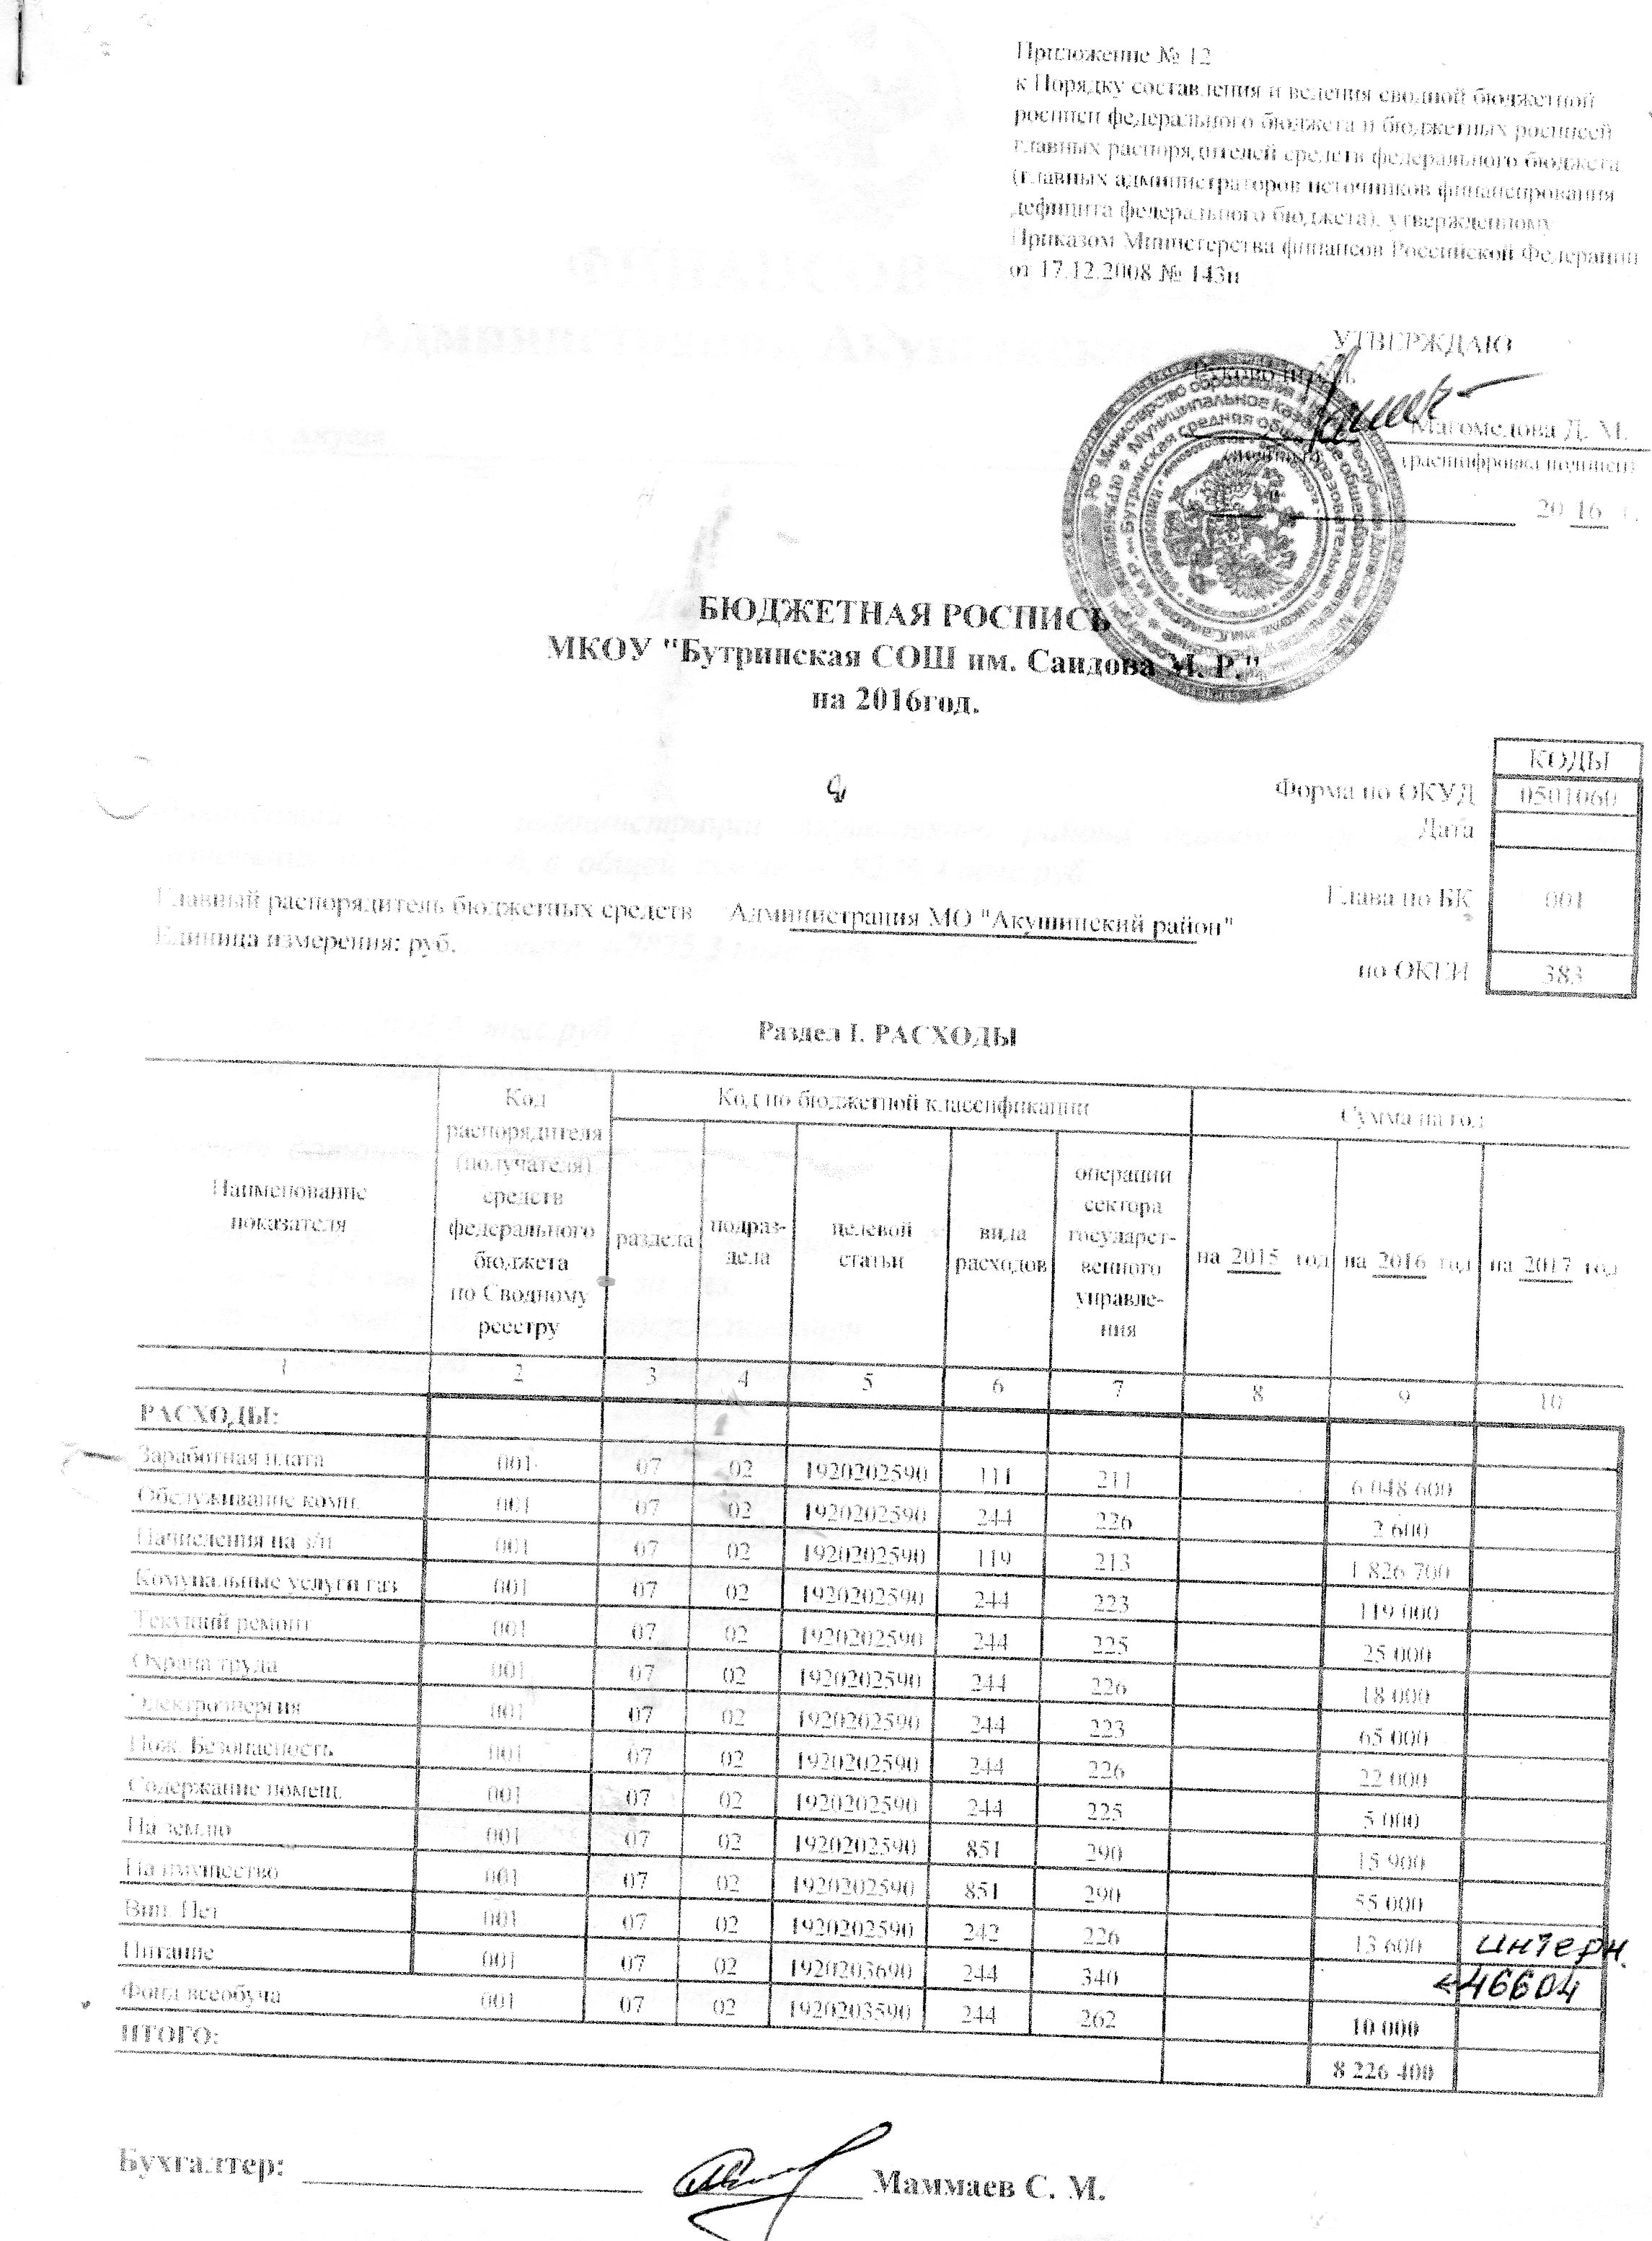 Приложение № 12
к Порядку составления и ведения сводной бюджетной
росписи федерального бюджета и бюджетных росписей
главных распорядителей средств федерального бюджета
(главных администраторов источников финансирования
дефицита федерального бюджета), утвержденному
Приказом Министерства финансов Российской Федерации
от 17.12.2008 № 143н
УТВЕРЖДАЮ
Руководитель
Магомедова Д. М.
(расшифровка подписи)
20 16
БЮДЖЕТНАЯ РОСПИСЬ
МКОУ "Бутринская СОШ им. Саидова М. Р."
на 2016год.
КОДЫ
Форма по ОКУД 0501060
Дата
Главный распорядитель бюджетных средств Администрация МО "Акушинский район" Глава по БК 001
Единица измерения: руб. по ОКЕИ 383
Раздел I. РАСХОДЫ
Наименование показателя
Код распорядителя (получателя) средств федерального бюджета по Сводному реестру
Код по бюджетной классификации
раздела
подраз-дела
целевой статьи
вида расходов
операции сектора государст-венного управле-ния
Сумма на год
на 2015 год на 2016 год на 2017 год
1 2 3 4 5 6 7 8 9 10
РАСХОДЫ:
Заработная плата 001 07 02 1920202590 111 211 6 048 600
Обслуживание комп. 001 07 02 1920202590 244 226 2 600
Начисления на з/п 001 07 02 1920202590 119 213 1 826 700
Комунальные услуги газ 001 07 02 1920202590 244 223 119 000
Текущий ремонт 001 07 02 1920202590 244 225 25 000
Охрана труда 001 07 02 1920202590 244 226 18 000
Электроэнергия 001 07 02 1920202590 244 223 65 000
Пож. Безопасность 001 07 02 1920202590 244 226 22 000
Содержание помещ. 001 07 02 1920202590 244 225 5 000
На землю 001 07 02 1920202590 851 290 15 900
На имущество 001 07 02 1920202590 851 290 55 000
Вип. Нет 001 07 02 1920202590 242 226 13 600 интерн.
Питание 001 07 02 1920203690 244 340 ←46604
Фонд всеобуча 001 07 02 1920203590 244 262 10 000
ИТОГО: 8 226 400
Бухгалтер: Маммаев С. М.